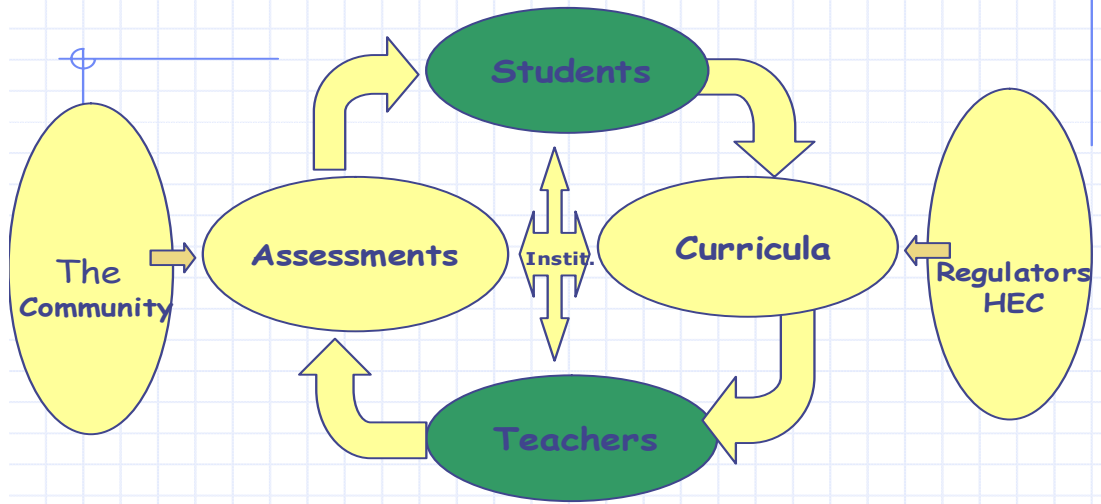 Students
The
Community
Assessments
Instit.
Curricula
Regulators
HEC
Teachers